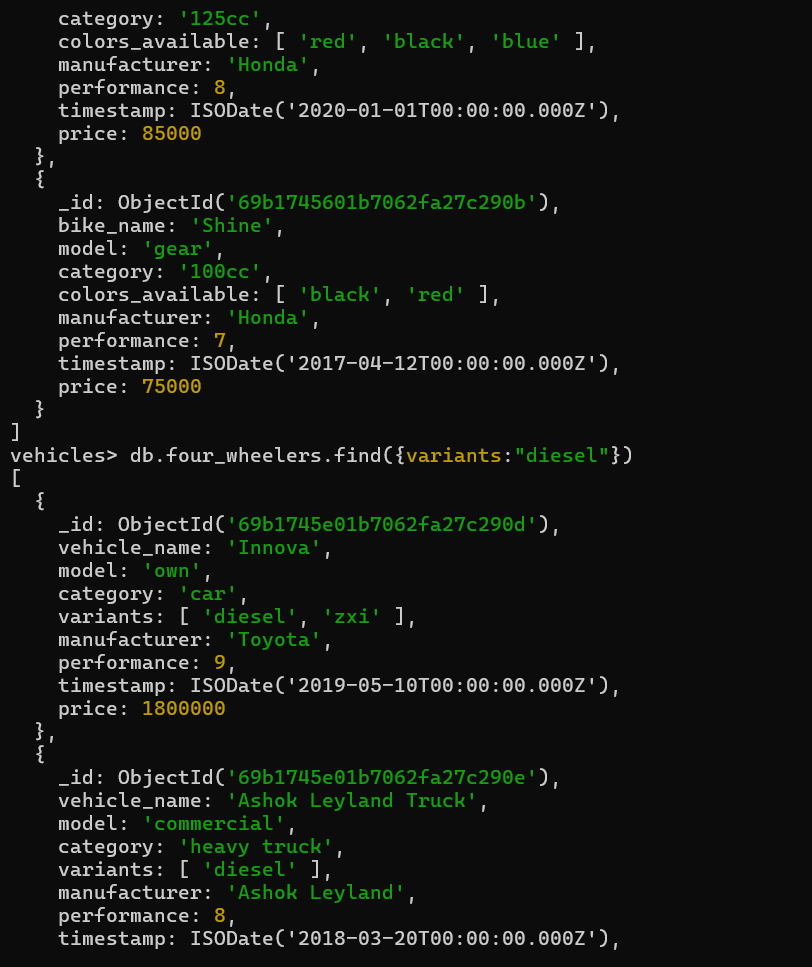 category: '125cc',
colors_available: [ 'red', 'black', 'blue' ],
manufacturer: 'Honda',
performance: 8,
timestamp: ISODate('2020-01-01T00:00:00.000Z'),
price: 85000
},
{
_id: ObjectId('69b1745601b7062fa27c290b'),
bike_name: 'Shine',
model: 'gear',
category: '100cc',
colors_available: [ 'black', 'red' ],
manufacturer: 'Honda',
performance: 7,
timestamp: ISODate('2017-04-12T00:00:00.000Z'),
price: 75000
}
]
vehicles> db.four_wheelers.find({variants:"diesel"})
[
{
_id: ObjectId('69b1745e01b7062fa27c290d'),
vehicle_name: 'Innova',
model: 'own',
category: 'car',
variants: [ 'diesel', 'zxi' ],
manufacturer: 'Toyota',
performance: 9,
timestamp: ISODate('2019-05-10T00:00:00.000Z'),
price: 1800000
},
{
_id: ObjectId('69b1745e01b7062fa27c290e'),
vehicle_name: 'Ashok Leyland Truck',
model: 'commercial',
category: 'heavy truck',
variants: [ 'diesel' ],
manufacturer: 'Ashok Leyland',
performance: 8,
timestamp: ISODate('2018-03-20T00:00:00.000Z'),